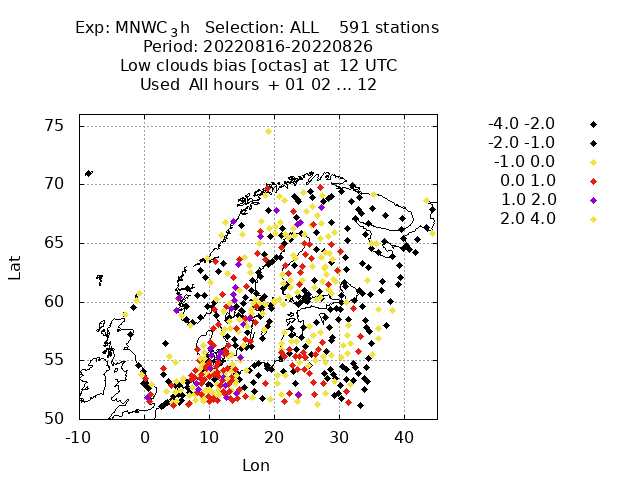 Exp: MNWC_3h   Selection: ALL    591 stations
Period: 20220816-20220826
Low clouds bias [octas] at  12 UTC
Used  All hours  + 01 02 ... 12
-4.0 -2.0
-2.0 -1.0
-1.0 0.0
0.0 1.0
1.0 2.0
2.0 4.0
75
70
65
60
55
50
Lat
-10 0 10 20 30 40
Lon